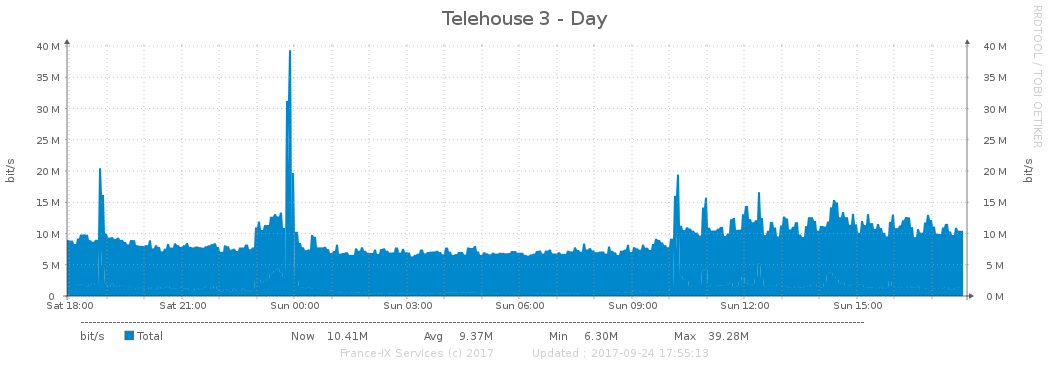 Telehouse 3 - Day
RRDTOOL / TOBI OETIKER
bit/s
40 M 40 M
35 M 35 M
30 M 30 M
25 M 25 M
20 M 20 M
15 M 15 M
10 M 10 M
5 M 5 M
0 0 M
bit/s
Sat 18:00 Sat 21:00 Sun 00:00 Sun 03:00 Sun 06:00 Sun 09:00 Sun 12:00 Sun 15:00
bit/s Total Now 10.41M Avg 9.37M Min 6.30M Max 39.28M
France-IX Services (c) 2017 Updated : 2017-09-24 17:55:13